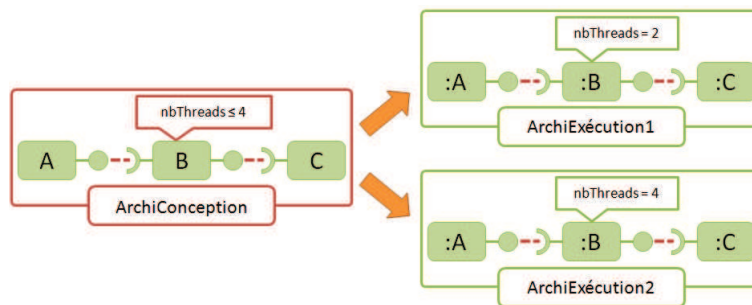 nbThreads ≤ 4
A
B
C
ArchiConception
nbThreads = 2
:A
:B
:C
ArchiExécution1
nbThreads = 4
:A
:B
:C
ArchiExécution2